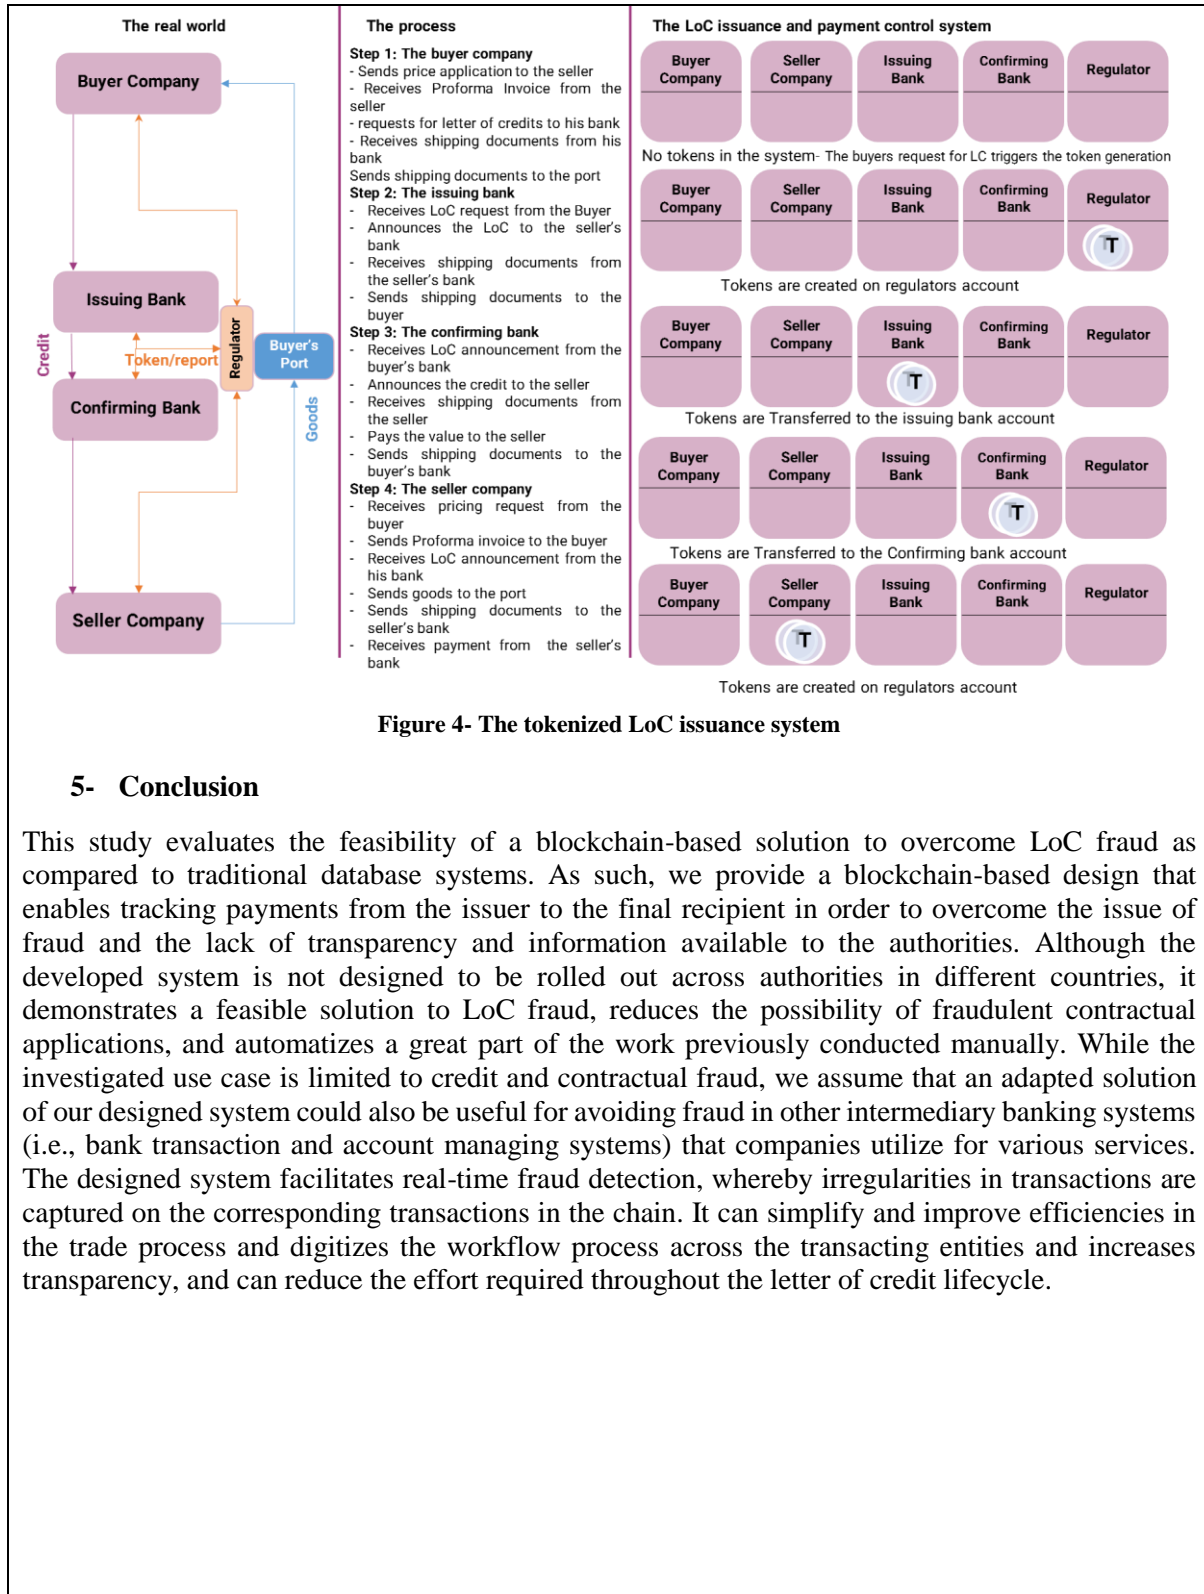 The real world
Buyer Company
Issuing Bank
Credit
Token/report
Regulator
Buyer's
Port
Confirming Bank
Goods
Seller Company
The process
Step 1: The buyer company
- Sends price application to the seller
- Receives Proforma Invoice from the
seller
- requests for letter of credits to his bank
- Receives shipping documents from his
bank
Sends shipping documents to the port
Step 2: The issuing bank
- Receives LoC request from the Buyer
- Announces the LoC to the seller's
bank
- Receives shipping documents from
the seller's bank
- Sends shipping documents to the
buyer
Step 3: The confirming bank
- Receives LoC announcement from the
buyer's bank
- Announces the credit to the seller
- Receives shipping documents from
the seller
- Pays the value to the seller
- Sends shipping documents to the
buyer's bank
Step 4: The seller company
- Receives pricing request from the
buyer
- Sends Proforma invoice to the buyer
- Receives LoC announcement from the
his bank
- Sends goods to the port
- Sends shipping documents to the
seller's bank
- Receives payment from the seller's
bank
The LoC issuance and payment control system
Buyer Company Seller Company Issuing Bank Confirming Bank Regulator
No tokens in the system- The buyers request for LC triggers the token generation
Buyer Company Seller Company Issuing Bank Confirming Bank Regulator
T T
Tokens are created on regulators account
Buyer Company Seller Company Issuing Bank Confirming Bank Regulator
T T
Tokens are Transferred to the issuing bank account
Buyer Company Seller Company Issuing Bank Confirming Bank Regulator
T T
Tokens are Transferred to the Confirming bank account
Buyer Company Seller Company Issuing Bank Confirming Bank Regulator
T T
Tokens are created on regulators account
Figure 4- The tokenized LoC issuance system
5- Conclusion
This study evaluates the feasibility of a blockchain-based solution to overcome LoC fraud as
compared to traditional database systems. As such, we provide a blockchain-based design that
enables tracking payments from the issuer to the final recipient in order to overcome the issue of
fraud and the lack of transparency and information available to the authorities. Although the
developed system is not designed to be rolled out across authorities in different countries, it
demonstrates a feasible solution to LoC fraud, reduces the possibility of fraudulent contractual
applications, and automatizes a great part of the work previously conducted manually. While the
investigated use case is limited to credit and contractual fraud, we assume that an adapted solution
of our designed system could also be useful for avoiding fraud in other intermediary banking systems
(i.e., bank transaction and account managing systems) that companies utilize for various services.
The designed system facilitates real-time fraud detection, whereby irregularities in transactions are
captured on the corresponding transactions in the chain. It can simplify and improve efficiencies in
the trade process and digitizes the workflow process across the transacting entities and increases
transparency, and can reduce the effort required throughout the letter of credit lifecycle.